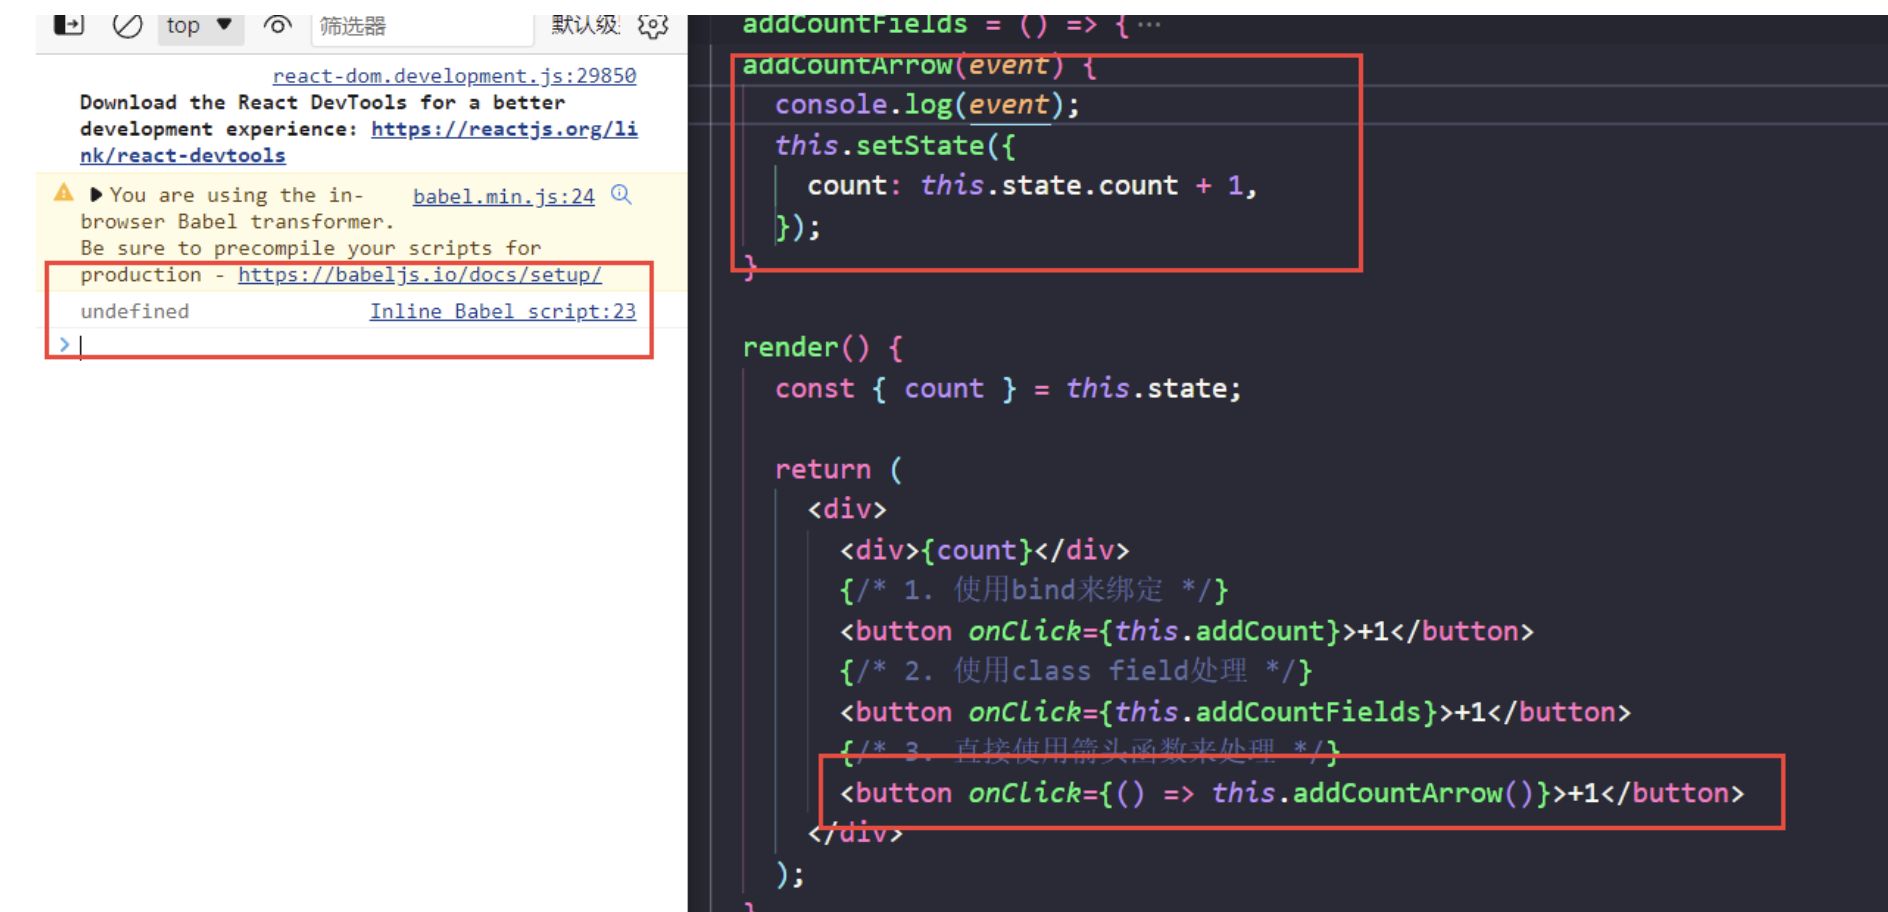 top ▼ 筛选器 默认级
react-dom.development.js:29850
Download the React DevTools for a better
development experience: https://reactjs.org/li
nk/react-devtools
You are using the in- babel.min.js:24
browser Babel transformer.
Be sure to precompile your scripts for
production - https://babeljs.io/docs/setup/
undefined Inline Babel script:23
>
addCountFields = () => { ···
addCountArrow(event) {
console.log(event);
this.setState({
count: this.state.count + 1,
});
}
render() {
const { count } = this.state;
return (
<div>
<div>{count}</div>
{/* 1. 使用bind来绑定 */}
<button onClick={this.addCount}>+1</button>
{/* 2. 使用class field处理 */}
<button onClick={this.addCountFields}>+1</button>
{/* 3. 直接使用箭头函数来处理 */}
<button onClick={() => this.addCountArrow()}>+1</button>
</div>
);
}